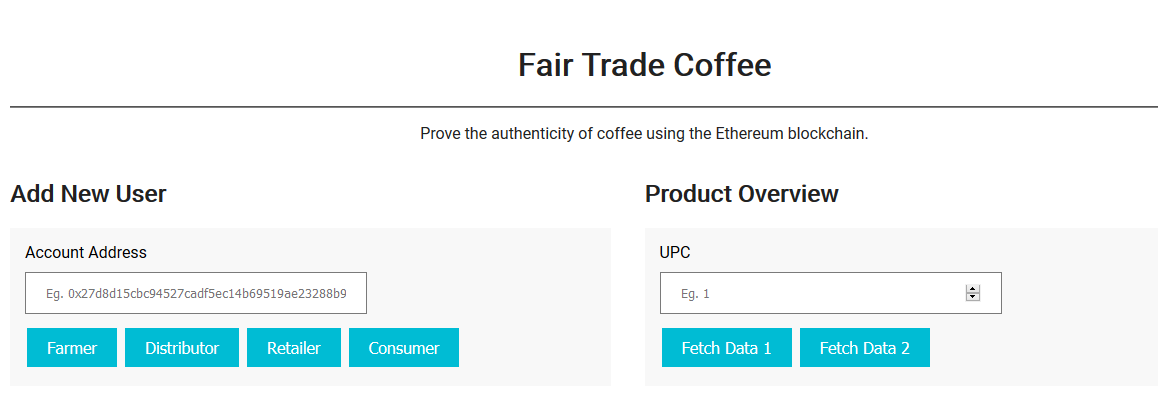 Fair Trade Coffee
Prove the authenticity of coffee using the Ethereum blockchain.
Add New User
Account Address
Eg. 0x27d8d15cbc94527cadf5ec14b69519ae23288b9
Farmer Distributor Retailer Consumer
Product Overview
UPC
Eg. 1
Fetch Data 1 Fetch Data 2